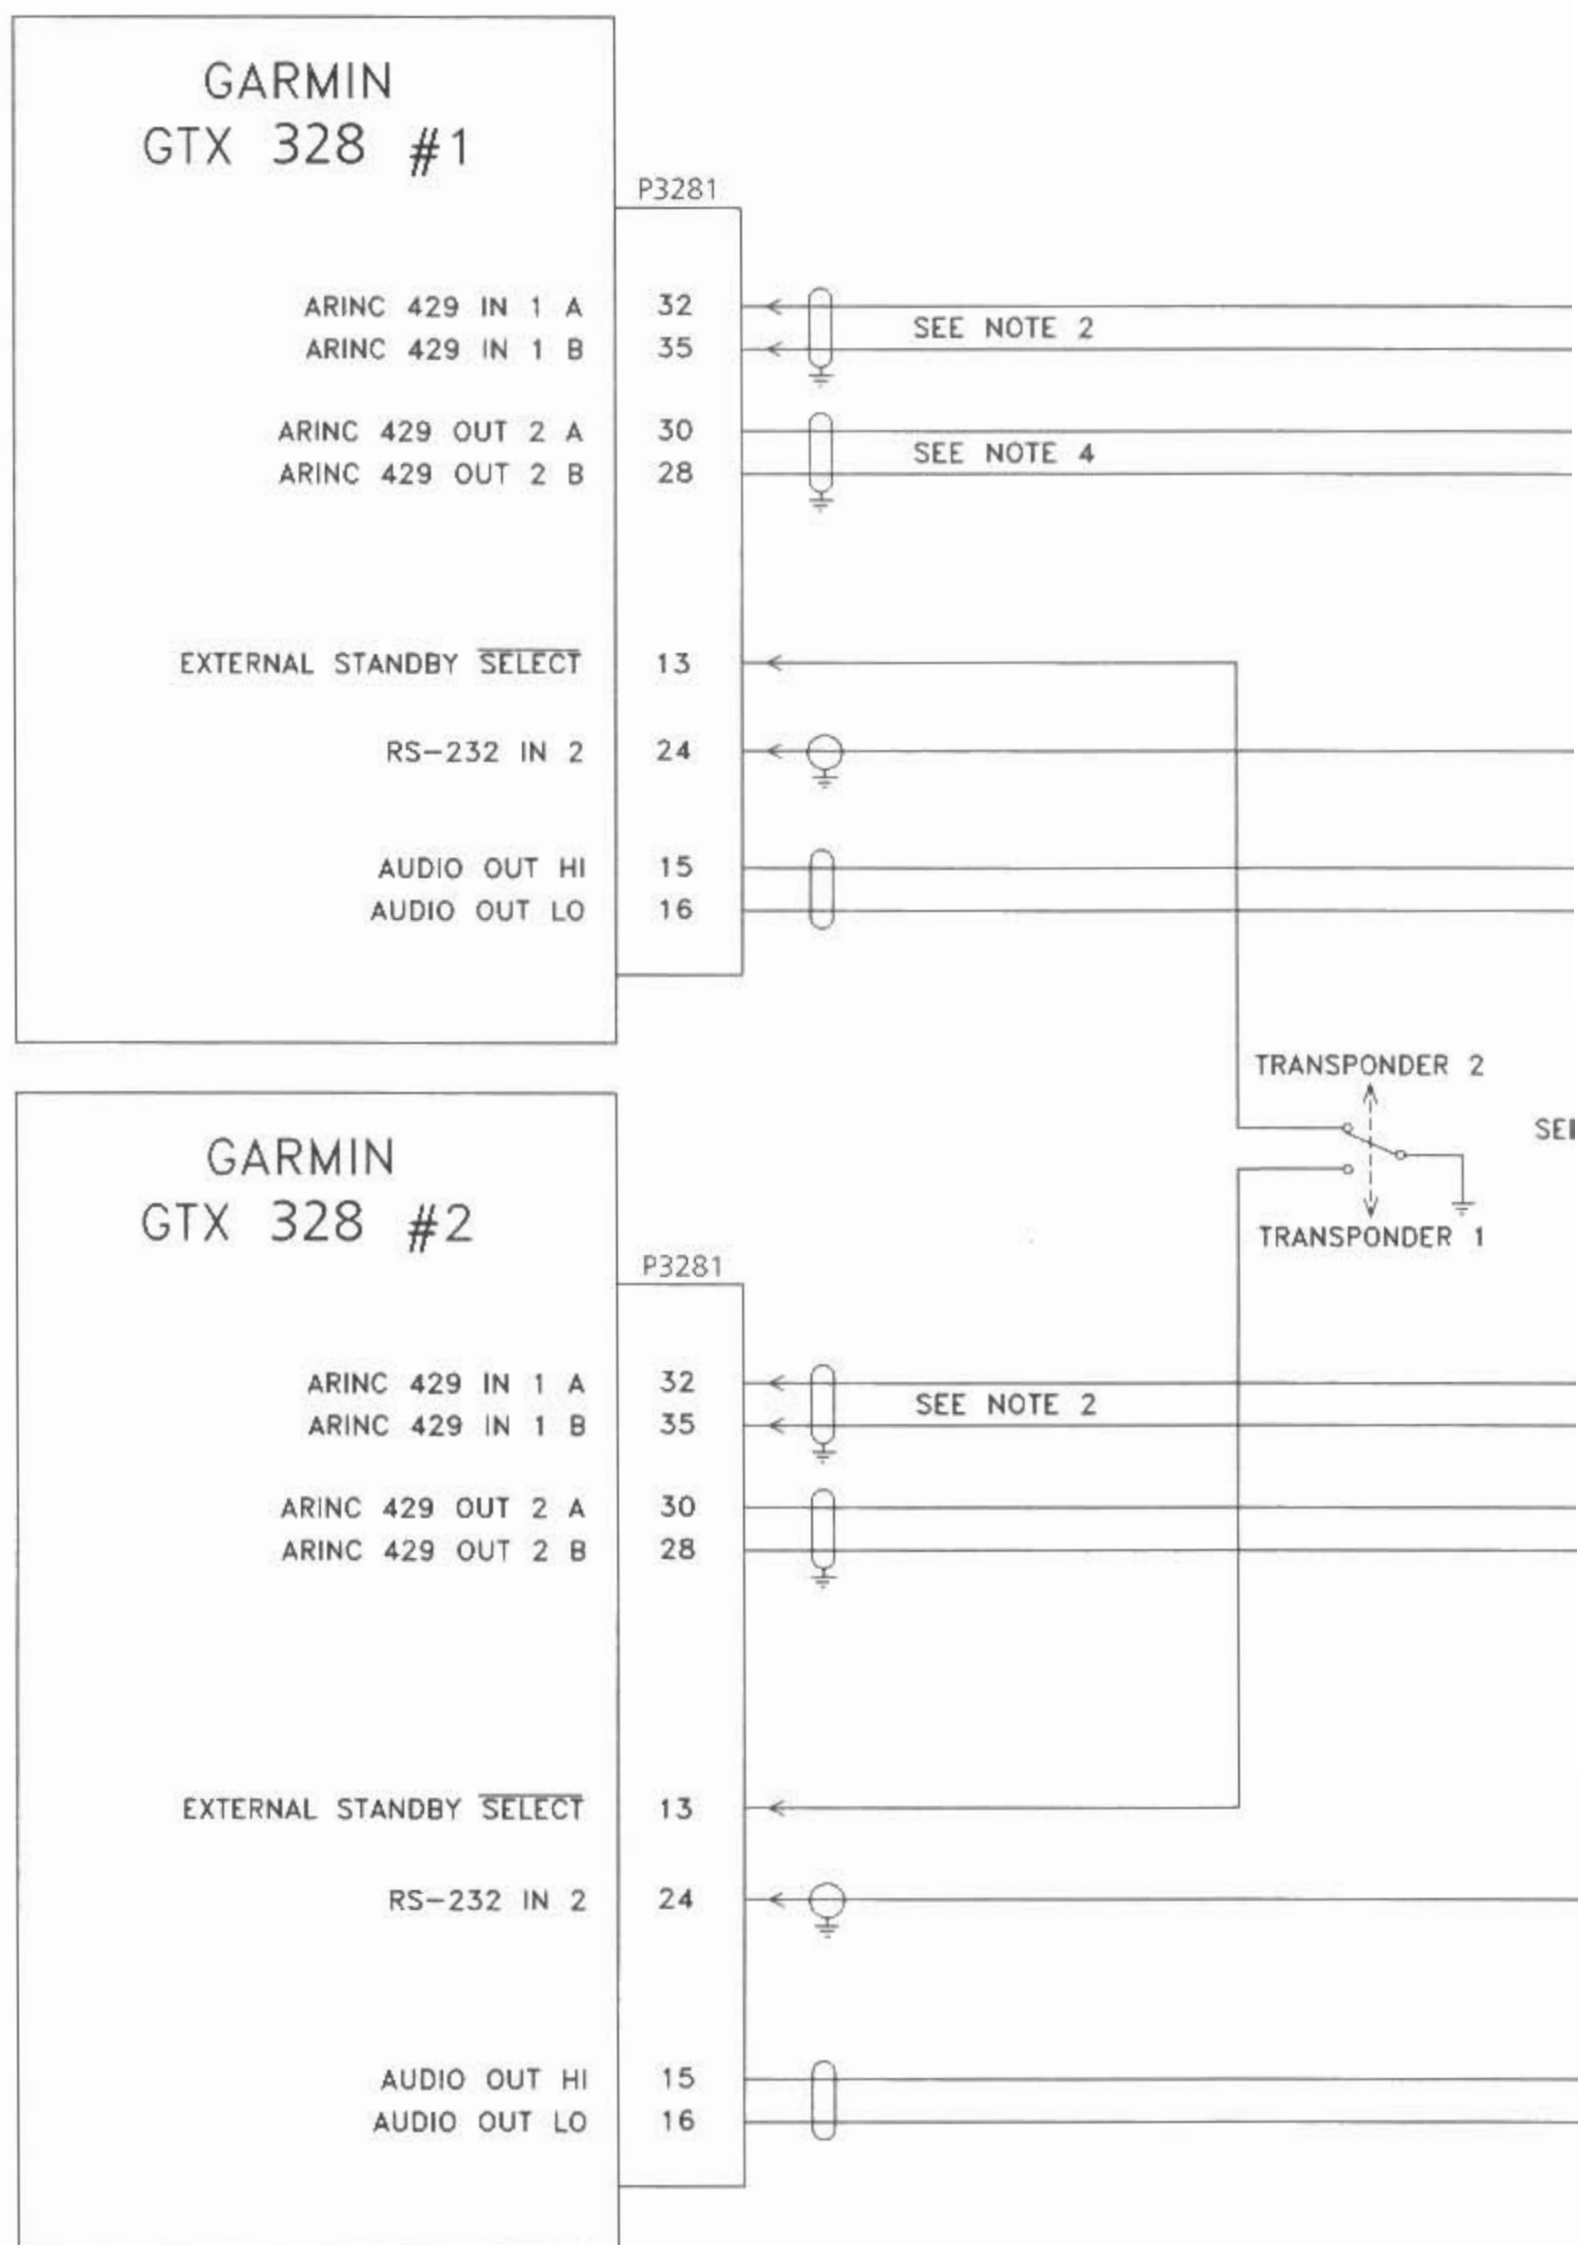 GARMIN
GTX 328 #1
P3281
ARINC 429 IN 1 A 32
SEE NOTE 2
ARINC 429 IN 1 B 35
ARINC 429 OUT 2 A 30
SEE NOTE 4
ARINC 429 OUT 2 B 28
EXTERNAL STANDBY SELECT 13
RS-232 IN 2 24
AUDIO OUT HI 15
AUDIO OUT LO 16
TRANSPONDER 2
TRANSPONDER 1
GARMIN
GTX 328 #2
P3281
ARINC 429 IN 1 A 32
SEE NOTE 2
ARINC 429 IN 1 B 35
ARINC 429 OUT 2 A 30
ARINC 429 OUT 2 B 28
EXTERNAL STANDBY SELECT 13
RS-232 IN 2 24
AUDIO OUT HI 15
AUDIO OUT LO 16